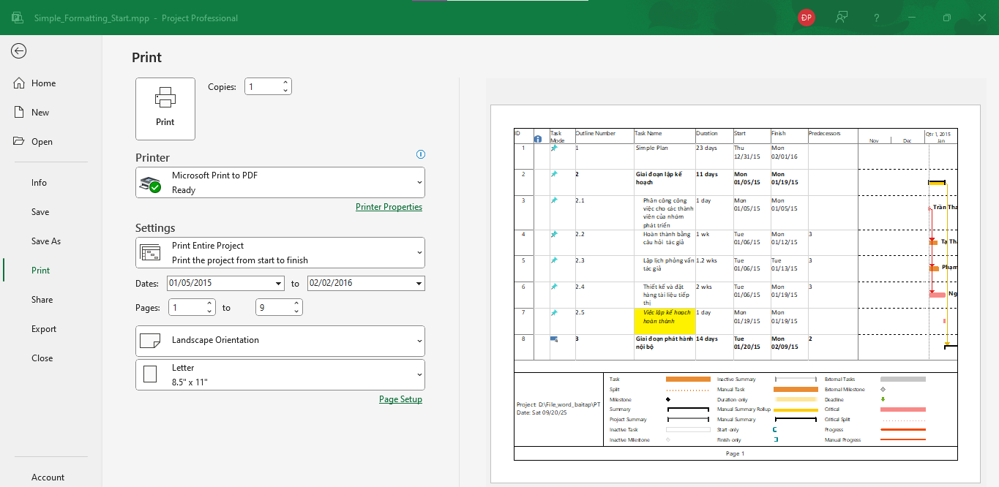 Simple_Formatting_Start.mpp - Project Professional
ĐP
?
Print
Home
New
Open
Info
Save
Save As
Print
Share
Export
Close
Account
Print
Copies: 1
Printer
Microsoft Print to PDF
Ready
Printer Properties
Settings
Print Entire Project
Print the project from start to finish
Dates: 01/05/2015 to 02/02/2016
Pages: 1 to 9
Landscape Orientation
Letter
8.5" x 11"
Page Setup
ID Task Mode Outline Number Task Name Duration Start Finish Predecessors Nov Dec Qtr 1, 2015 Jan
1 1 Simple Plan 23 days Thu 12/31/15 Mon 02/01/16
2 2 Giai đoạn lập kế hoạch 11 days Mon 01/05/15 Mon 01/19/15
3 2.1 Phân công công việc cho các thành viên của nhóm phát triển 1 day Mon 01/05/15 Mon 01/05/15 Trần Tha
4 2.2 Hoàn thành bảng câu hỏi tác giả 1 wk Tue 01/06/15 Mon 01/12/15 3 Tạ Th
5 2.3 Lập lịch phỏng vấn tác giả 1.2 wks Tue 01/06/15 Tue 01/13/15 3 Phạm
6 2.4 Thiết kế và đặt hàng tài liệu tiếp thị 2 wks Tue 01/06/15 Mon 01/19/15 3 Ng
7 2.5 Việc lập kế hoạch hoàn thành 1 day Mon 01/19/15 Mon 01/19/15
8 3 Giai đoạn phát hành nội bộ 14 days Tue 01/20/15 Mon 02/09/15 2
Project: D:\File_word_baitap\PT
Date: Sat 09/20/25
Task Inactive Summary External Tasks
Split Manual Task External Milestone
Milestone Duration-only Deadline
Summary Manual Summary Rollup Critical
Project Summary Manual Summary Critical Split
Inactive Task Start-only Progress
Inactive Milestone Finish-only Manual Progress
Page 1